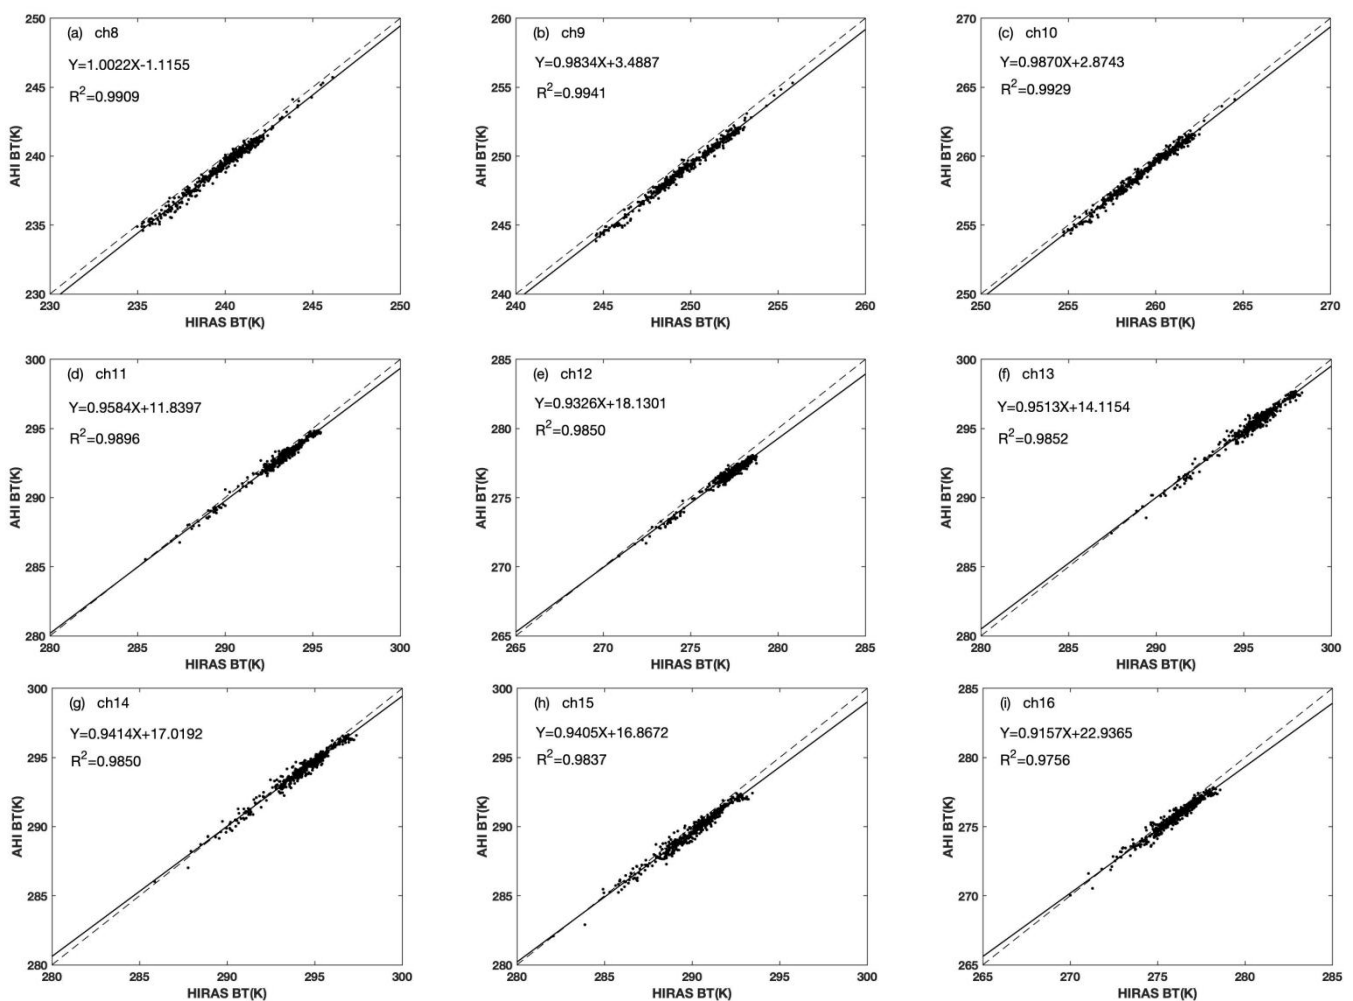 (a) ch8
Y=1.0022X-1.1155
R²=0.9909
250
245
240
235
230
AHI BT(K)
230 235 240 245 250
HIRAS BT(K)
(b) ch9
Y=0.9834X+3.4887
R²=0.9941
260
255
250
245
240
AHI BT(K)
240 245 250 255 260
HIRAS BT(K)
(c) ch10
Y=0.9870X+2.8743
R²=0.9929
270
265
260
255
250
AHI BT(K)
250 255 260 265 270
HIRAS BT(K)
(d) ch11
Y=0.9584X+11.8397
R²=0.9896
300
295
290
285
280
AHI BT(K)
280 285 290 295 300
HIRAS BT(K)
(e) ch12
Y=0.9326X+18.1301
R²=0.9850
285
280
275
270
265
AHI BT(K)
265 270 275 280 285
HIRAS BT(K)
(f) ch13
Y=0.9513X+14.1154
R²=0.9852
300
295
290
285
280
AHI BT(K)
280 285 290 295 300
HIRAS BT(K)
(g) ch14
Y=0.9414X+17.0192
R²=0.9850
300
295
290
285
280
AHI BT(K)
280 285 290 295 300
HIRAS BT(K)
(h) ch15
Y=0.9405X+16.8672
R²=0.9837
300
295
290
285
280
AHI BT(K)
280 285 290 295 300
HIRAS BT(K)
(i) ch16
Y=0.9157X+22.9365
R²=0.9756
285
280
275
270
265
AHI BT(K)
265 270 275 280 285
HIRAS BT(K)